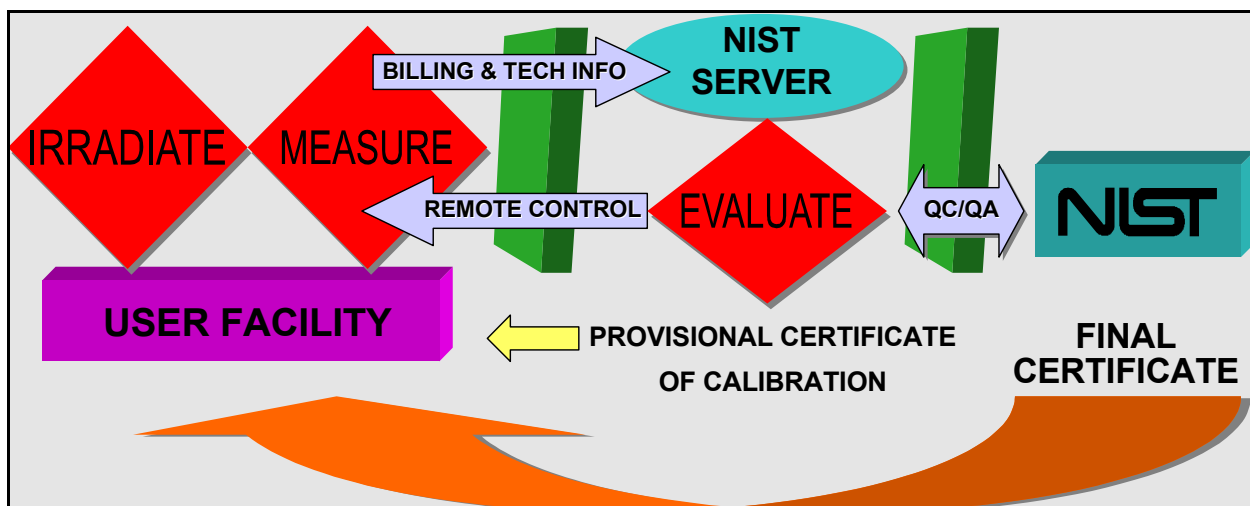 IRRADIATE
MEASURE
BILLING & TECH INFO
NIST
SERVER
REMOTE CONTROL
EVALUATE
QC/QA
NIST
USER FACILITY
PROVISIONAL CERTIFICATE
OF CALIBRATION
FINAL
CERTIFICATE